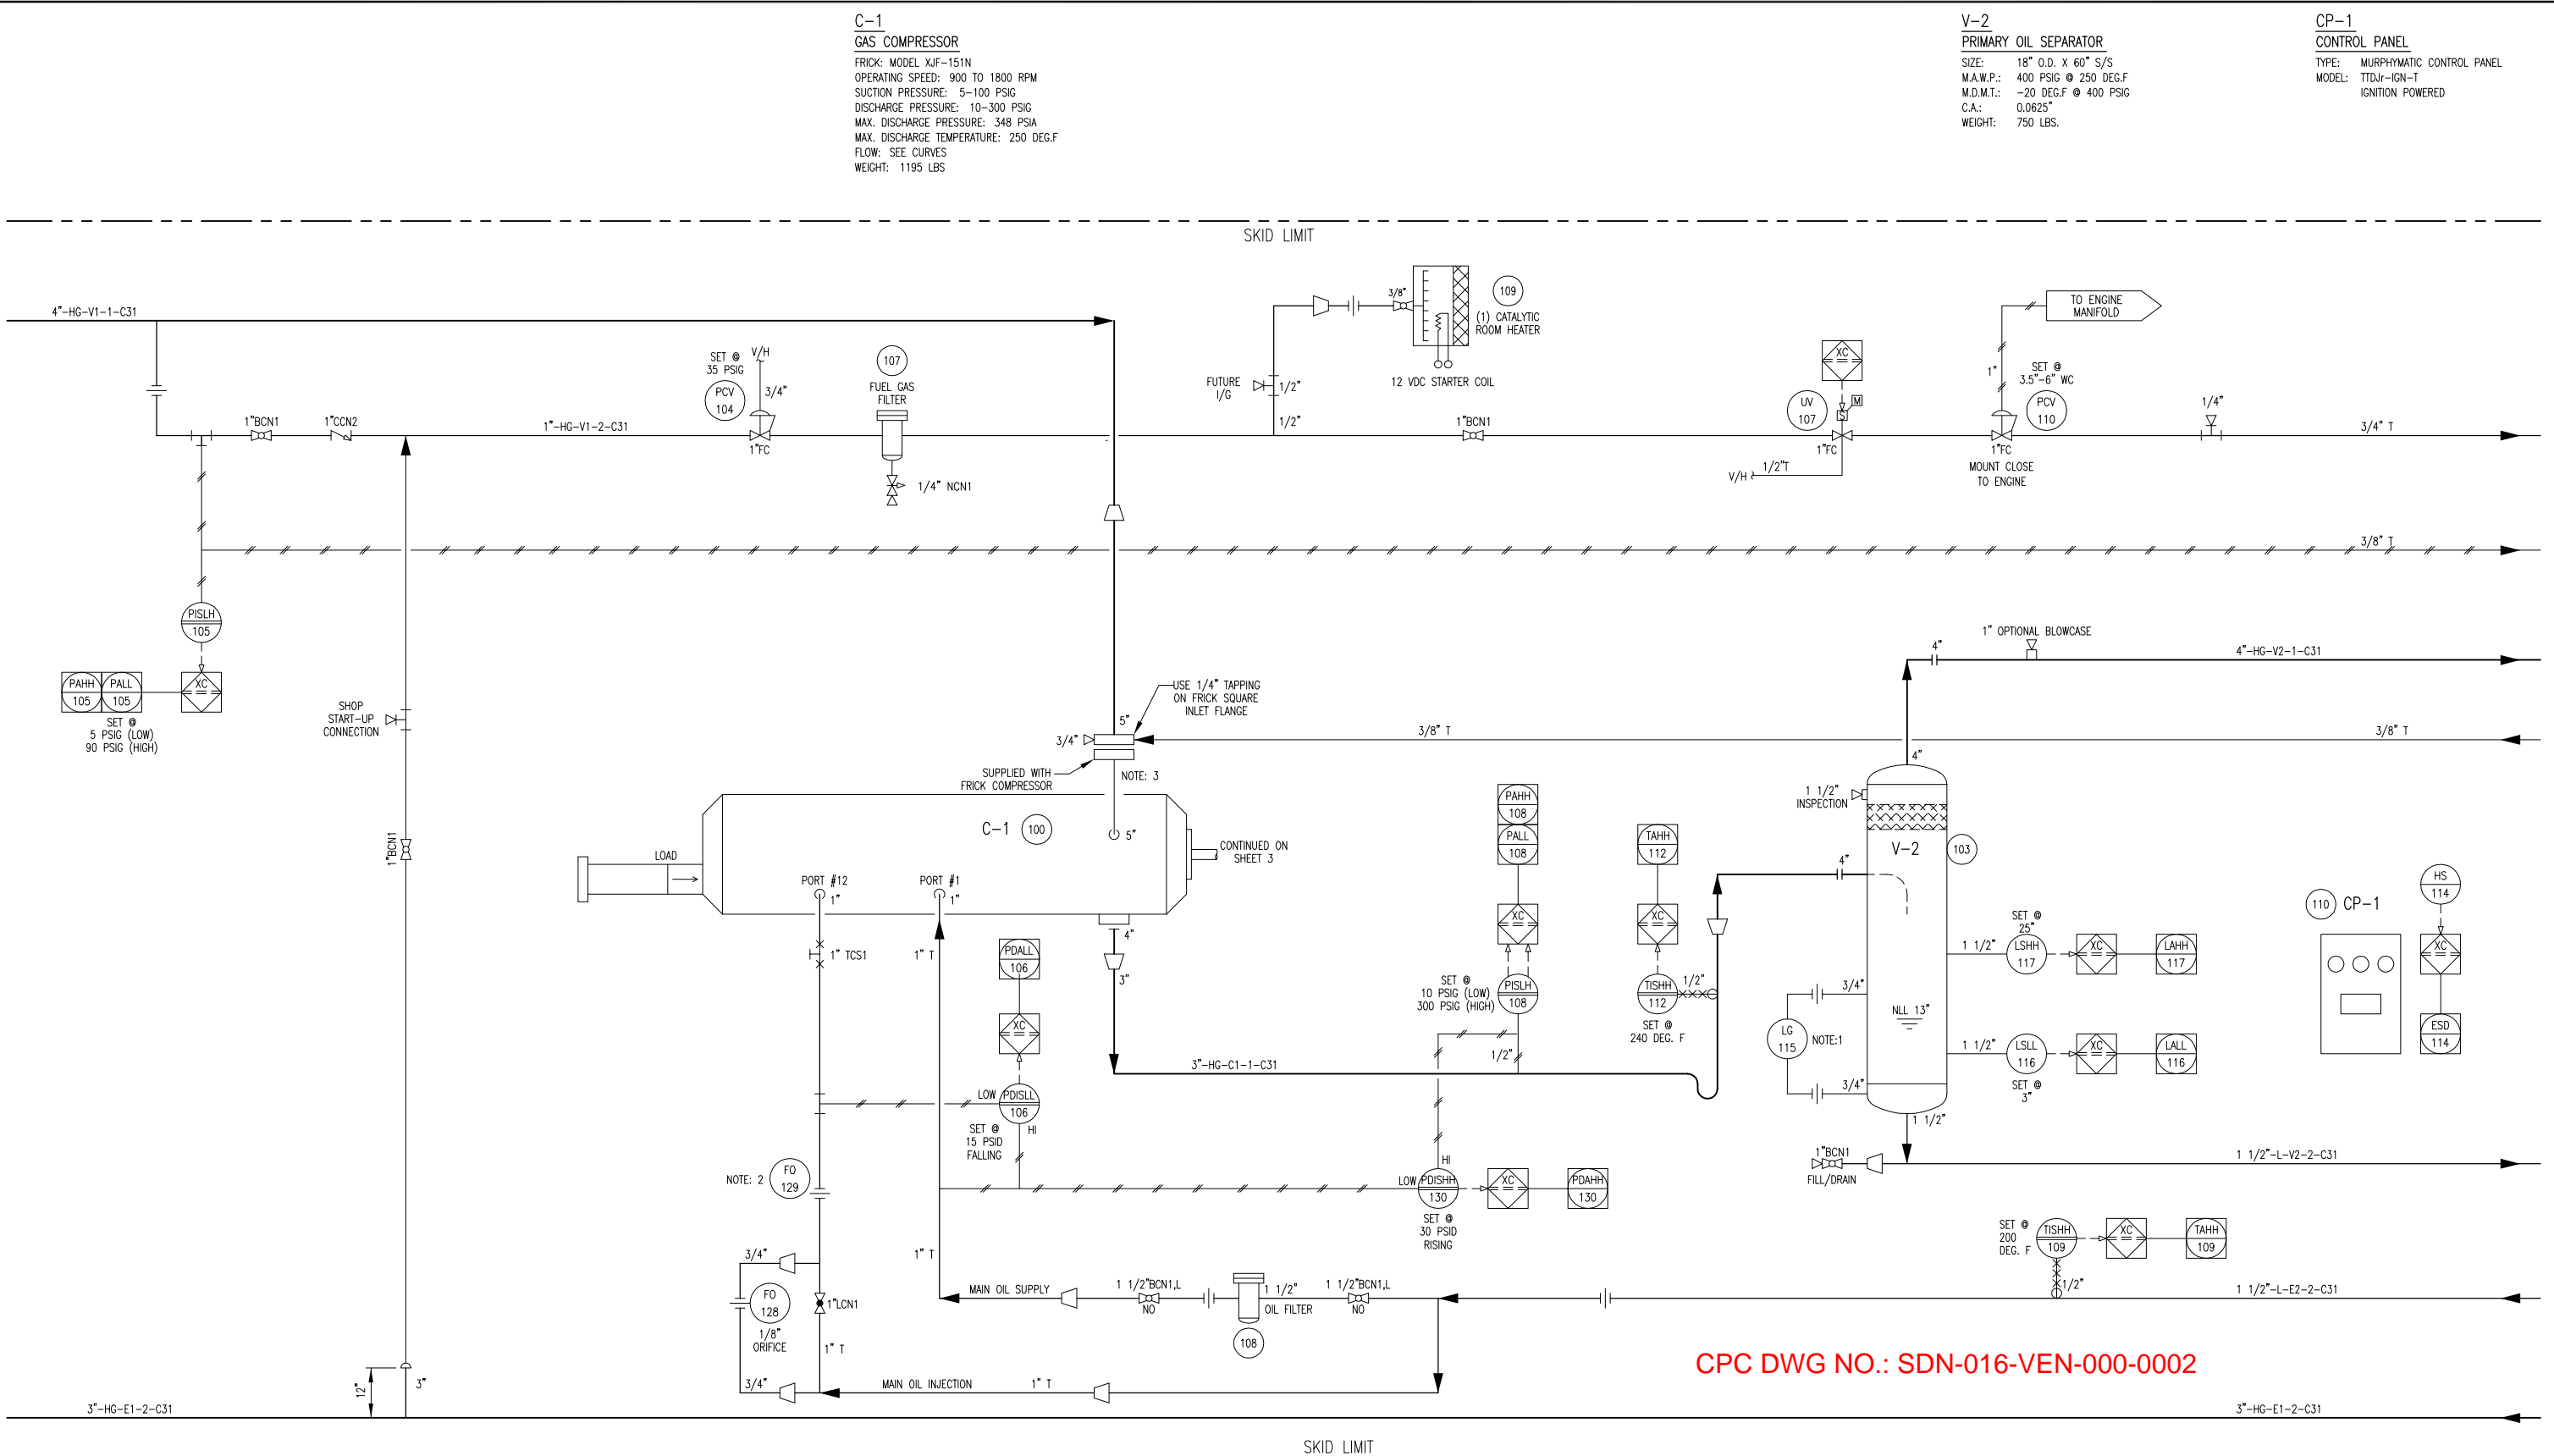 C-1
GAS COMPRESSOR
FRICK: MODEL XJF-151N
OPERATING SPEED: 900 TO 1800 RPM
SUCTION PRESSURE: 5-100 PSIG
DISCHARGE PRESSURE: 10-300 PSIG
MAX. DISCHARGE PRESSURE: 348 PSIA
MAX. DISCHARGE TEMPERATURE: 250 DEG.F
FLOW: SEE CURVES
WEIGHT: 1195 LBS
V-2
PRIMARY OIL SEPARATOR
SIZE: 18" O.D. X 60" S/S
M.A.W.P.: 400 PSIG @ 250 DEG.F
M.D.M.T.: -20 DEG.F @ 400 PSIG
C.A.: 0.0625"
WEIGHT: 750 LBS.
CP-1
CONTROL PANEL
TYPE: MURPHYMATIC CONTROL PANEL
MODEL: TTDJr-IGN-T
IGNITION POWERED
SKID LIMIT
4"-HG-V1-1-C31
1"BCN1
1"CCN2
1"-HG-V1-2-C31
SET @
35 PSIG
V/H
3/4"
PCV
104
1"FC
107
FUEL GAS
FILTER
1/4" NCN1
FUTURE
I/G
1/2"
1/2"
3/8"
109
(1) CATALYTIC
ROOM HEATER
12 VDC STARTER COIL
1"BCN1
XC
UV
107
S
M
1"FC
V/H
1/2"T
TO ENGINE
MANIFOLD
1"
SET @
3.5"-6" WC
PCV
110
1"FC
MOUNT CLOSE
TO ENGINE
1/4"
3/4" T
3/8" T
PISLH
105
PAHH
105
PALL
105
XC
SET @
5 PSIG (LOW)
90 PSIG (HIGH)
SHOP
START-UP
CONNECTION
1"BCN1
USE 1/4" TAPPING
ON FRICK SQUARE
INLET FLANGE
5"
3/4"
3/8" T
3/8" T
SUPPLIED WITH
FRICK COMPRESSOR
NOTE: 3
C-1
100
5"
LOAD
CONTINUED ON
SHEET 3
PORT #12
1"
PORT #1
1"
1" TCS1
1" T
4"
3"
PDALL
106
XC
LOW
PDISLL
106
HI
SET @
15 PSID
FALLING
3"-HG-C1-1-C31
PAHH
108
PALL
108
XC
SET @
10 PSIG (LOW)
300 PSIG (HIGH)
PISLH
108
1/2"
TAHH
112
XC
TISHH
112
1/2"
SET @
240 DEG. F
1" OPTIONAL BLOWCASE
4"
4"-HG-V2-1-C31
4"
1 1/2"
INSPECTION
V-2
103
4"
SET @
25"
1 1/2"
LSHH
117
XC
LAHH
117
3/4"
NLL 13"
LG
115
NOTE:1
3/4"
1 1/2"
LSLL
116
XC
LALL
116
SET @
3"
1 1/2"
110
CP-1
HS
114
XC
ESD
114
1"BCN1
FILL/DRAIN
1 1/2"-L-V2-2-C31
NOTE: 2
FO
129
LOW
PDISHH
130
HI
XC
PDAHH
130
SET @
30 PSID
RISING
SET @
200
DEG. F
TISHH
109
XC
TAHH
109
1/2"
1 1/2"-L-E2-2-C31
1" T
3/4"
FO
128
1/8"
ORIFICE
1"LCN1
1" T
3/4"
MAIN OIL SUPPLY
1 1/2"BCN1,L
NO
1 1/2"
OIL FILTER
108
1 1/2"BCN1,L
NO
MAIN OIL INJECTION
1" T
CPC DWG NO.: SDN-016-VEN-000-0002
12"
3"
3"-HG-E1-2-C31
3"-HG-E1-2-C31
SKID LIMIT